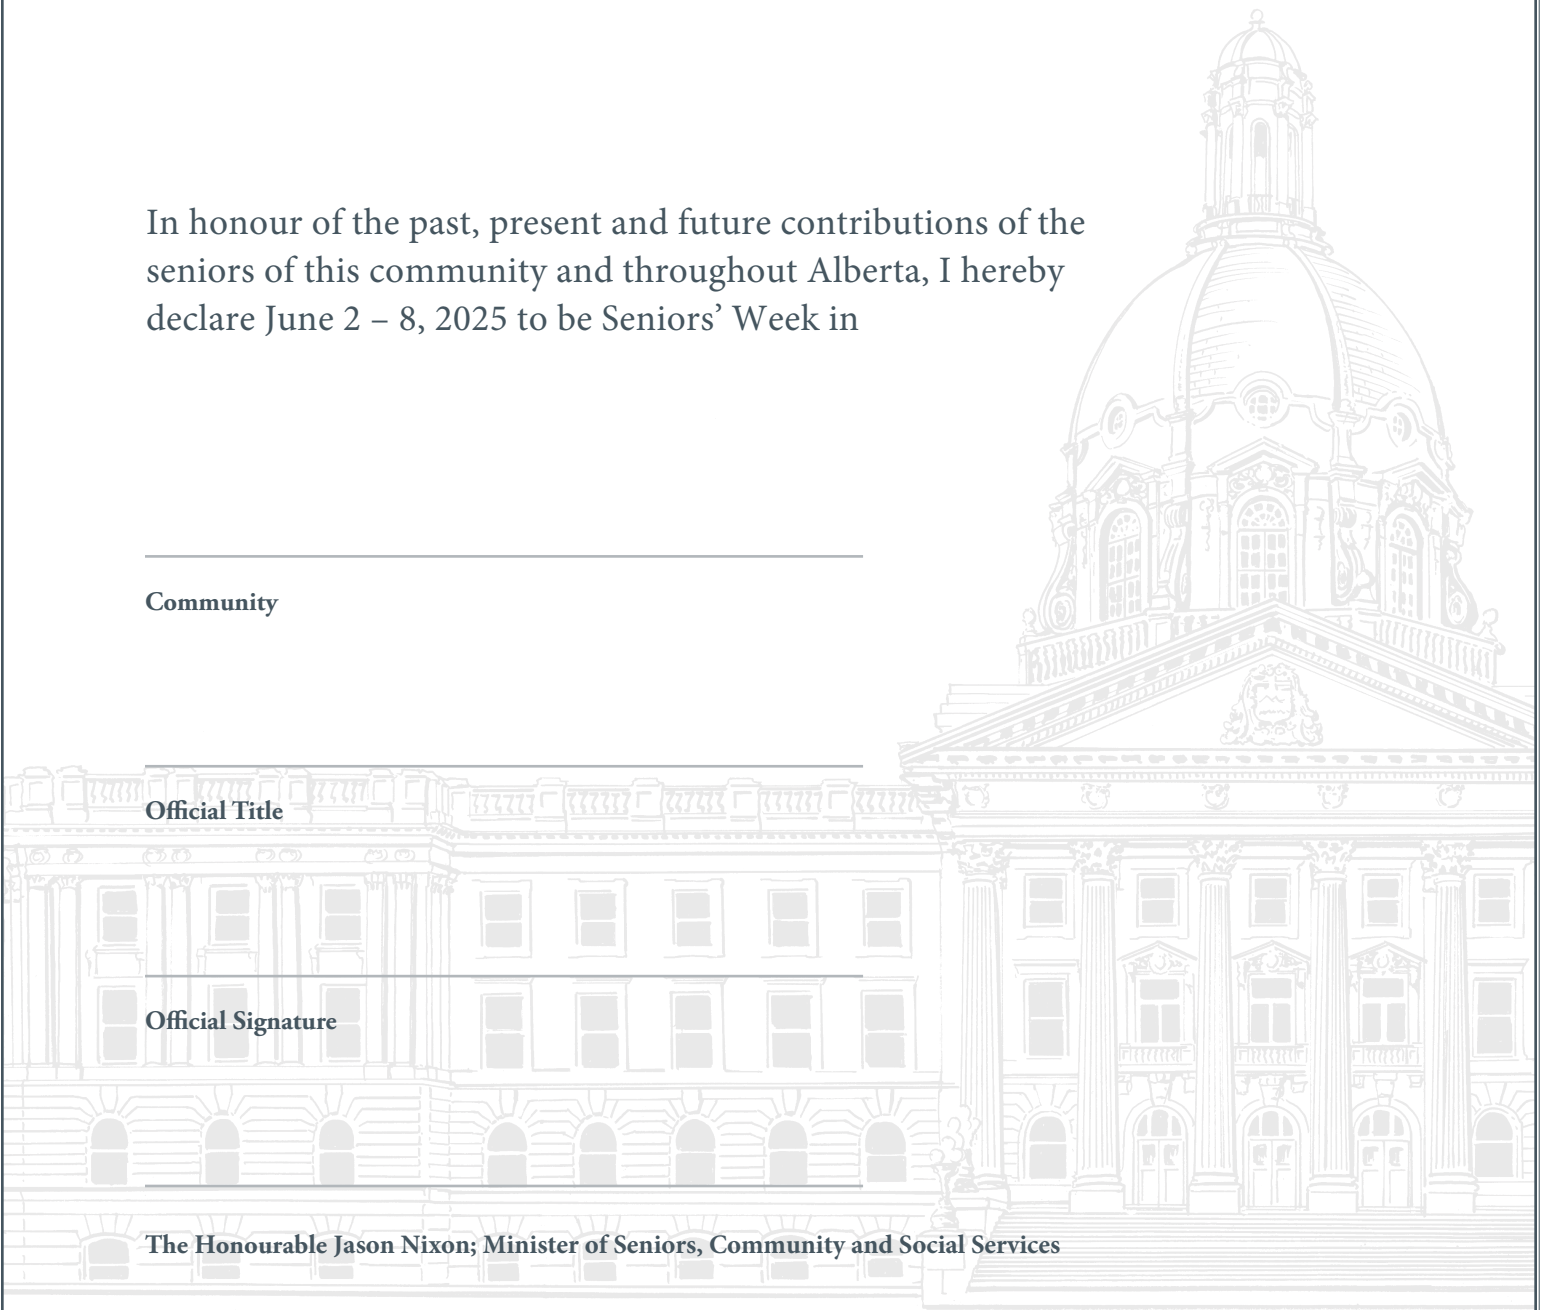 In honour of the past, present and future contributions of the
seniors of this community and throughout Alberta, I hereby
declare June 2 – 8, 2025 to be Seniors’ Week in
Community
Official Title
Official Signature
The Honourable Jason Nixon; Minister of Seniors, Community and Social Services